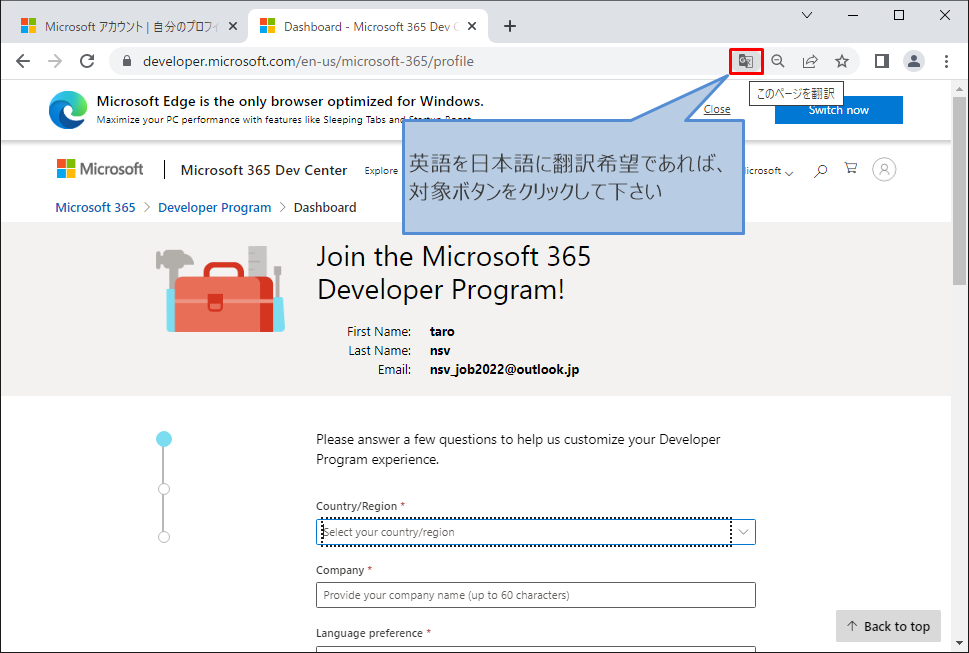 Microsoft アカウント | 自分のプロフィ
Dashboard - Microsoft 365 Dev C
developer.microsoft.com/en-us/microsoft-365/profile
このページを翻訳
Microsoft Edge is the only browser optimized for Windows.
Maximize your PC performance with features like Sleeping Tabs and Startup Boost.
Close
Switch now
英語を日本語に翻訳希望であれば、
対象ボタンをクリックして下さい
Microsoft
Microsoft 365 Dev Center
Explore
icrosoft
Microsoft 365 > Developer Program > Dashboard
Join the Microsoft 365
Developer Program!
First Name: taro
Last Name: nsv
Email: nsv_job2022@outlook.jp
Please answer a few questions to help us customize your Developer
Program experience.
Country/Region *
Select your country/region
Company *
Provide your company name (up to 60 characters)
Language preference *
↑ Back to top